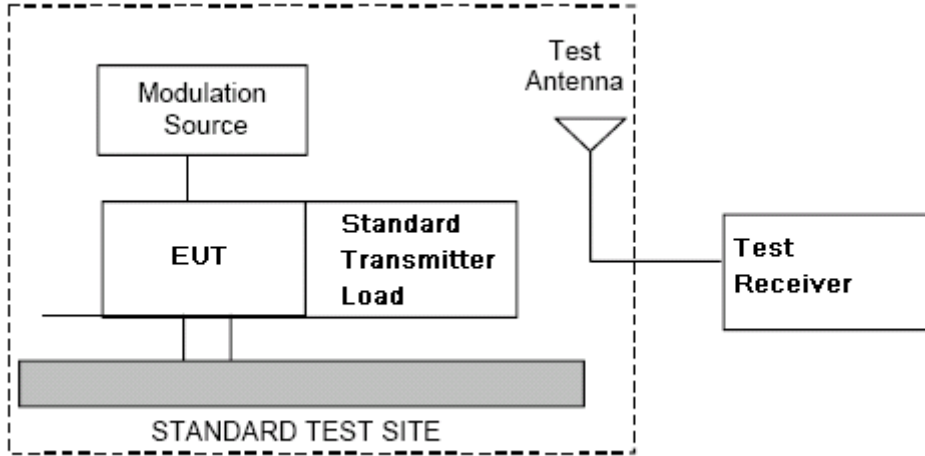 Test
Antenna
Modulation
Source
EUT
Standard
Transmitter
Load
Test
Receiver
STANDARD TEST SITE